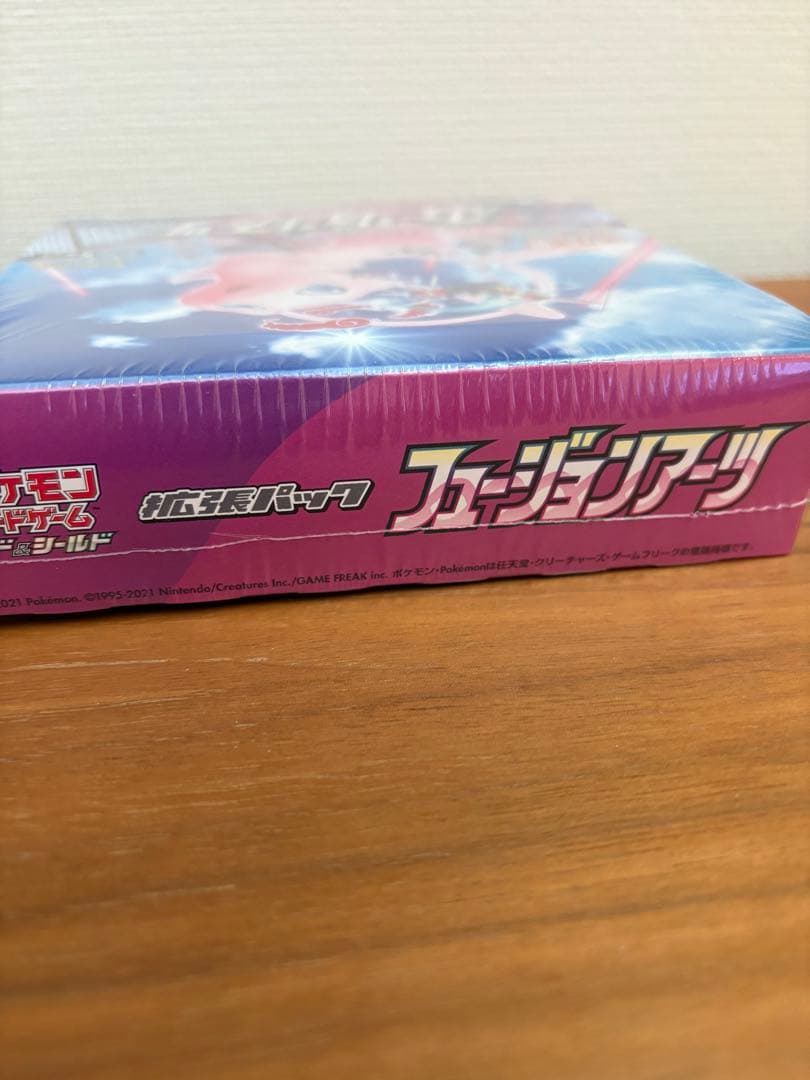 ケモン
ードゲーム
ド&シールド
拡張パック
フュージョンアーツ
2021 Pokémon. ©1995-2021 Nintendo/Creatures Inc./GAME FREAK inc. ポケモン・Pokémonは任天堂・クリーチャーズ・ゲームフリークの登録商標です。